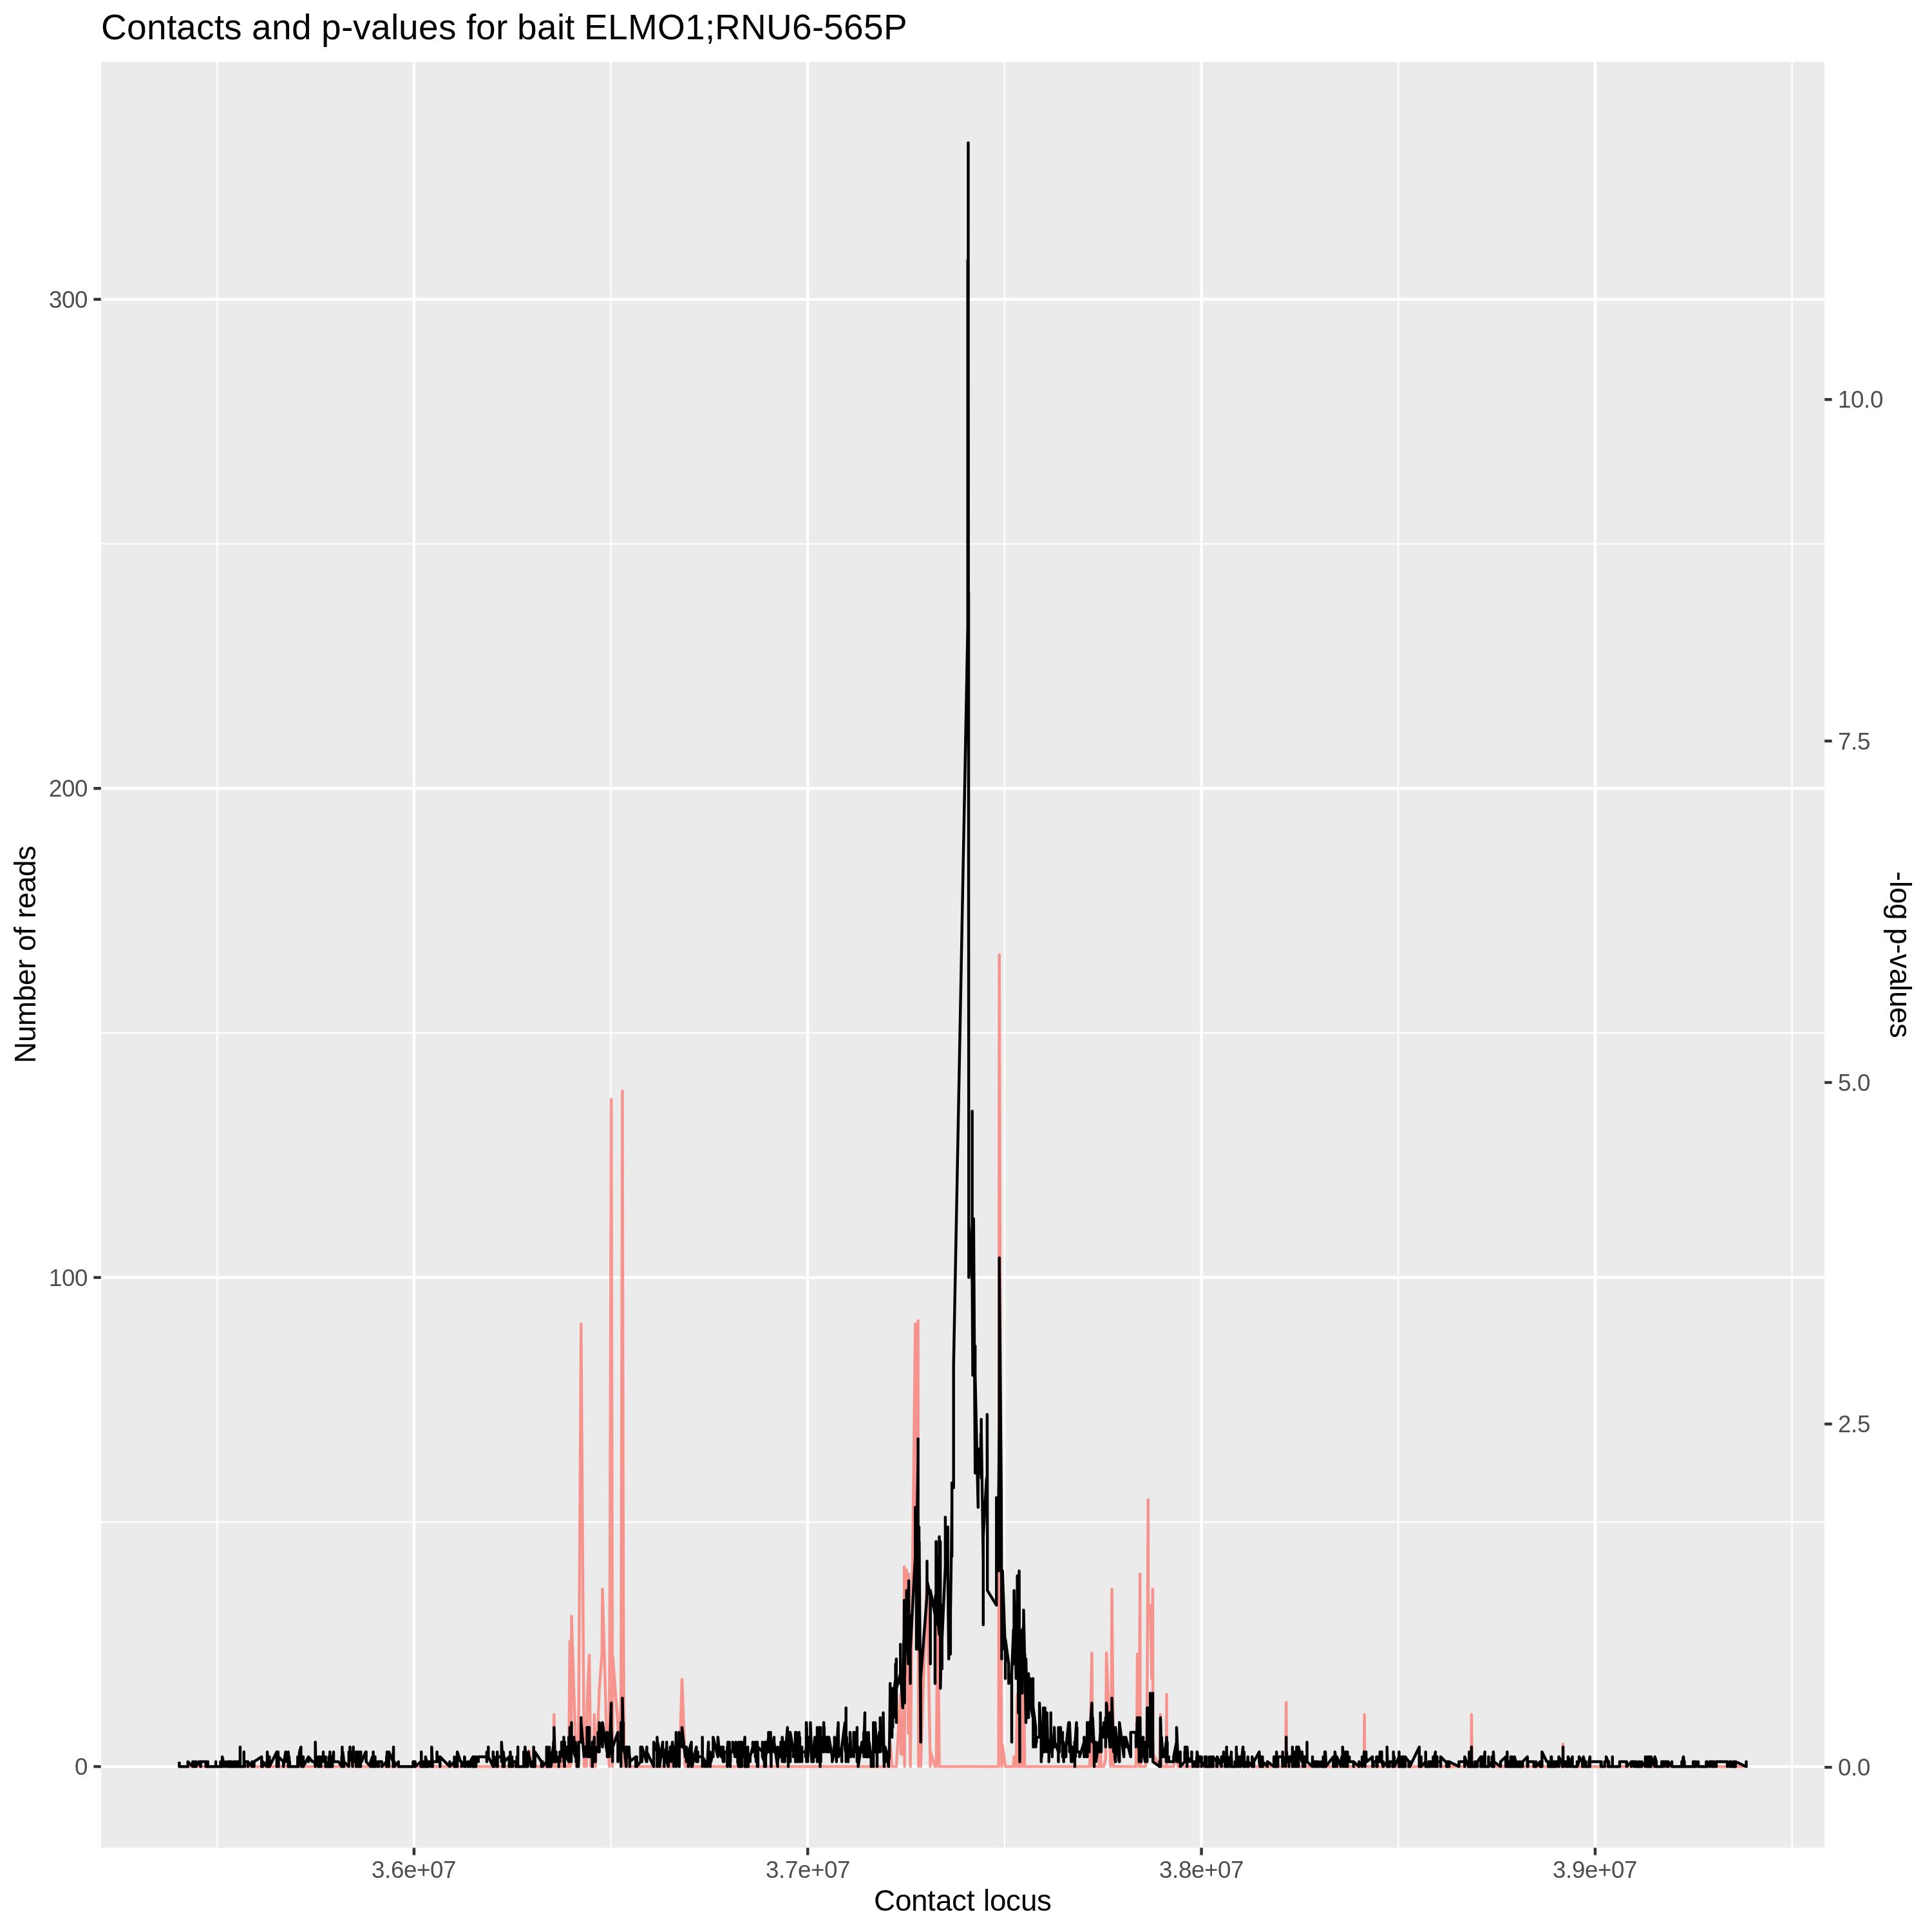 Contacts and p-values for bait ELMO1;RNU6-565P
Number of reads
300
200
100
0
10.0
7.5
5.0
2.5
0.0
-log p-values
3.6e+07
3.7e+07
3.8e+07
3.9e+07
Contact locus